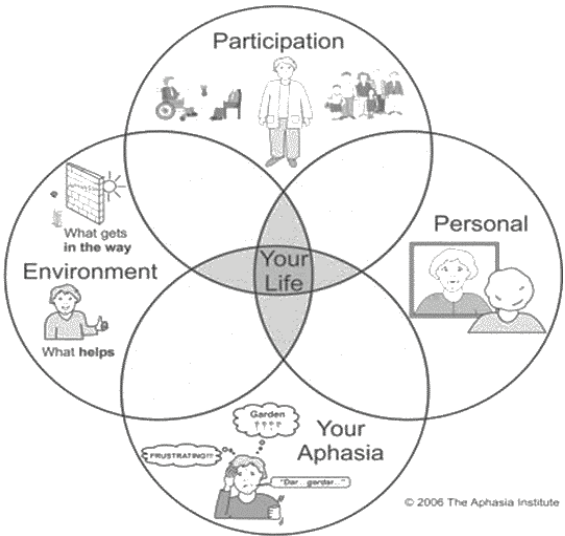 Participation
What gets
in the way
Environment
What helps
Personal
Your
Life
Your
Aphasia
Garden
? ? ? ?
FRUSTRATING!!!
"Dar... gerdar..."
© 2006 The Aphasia Institute